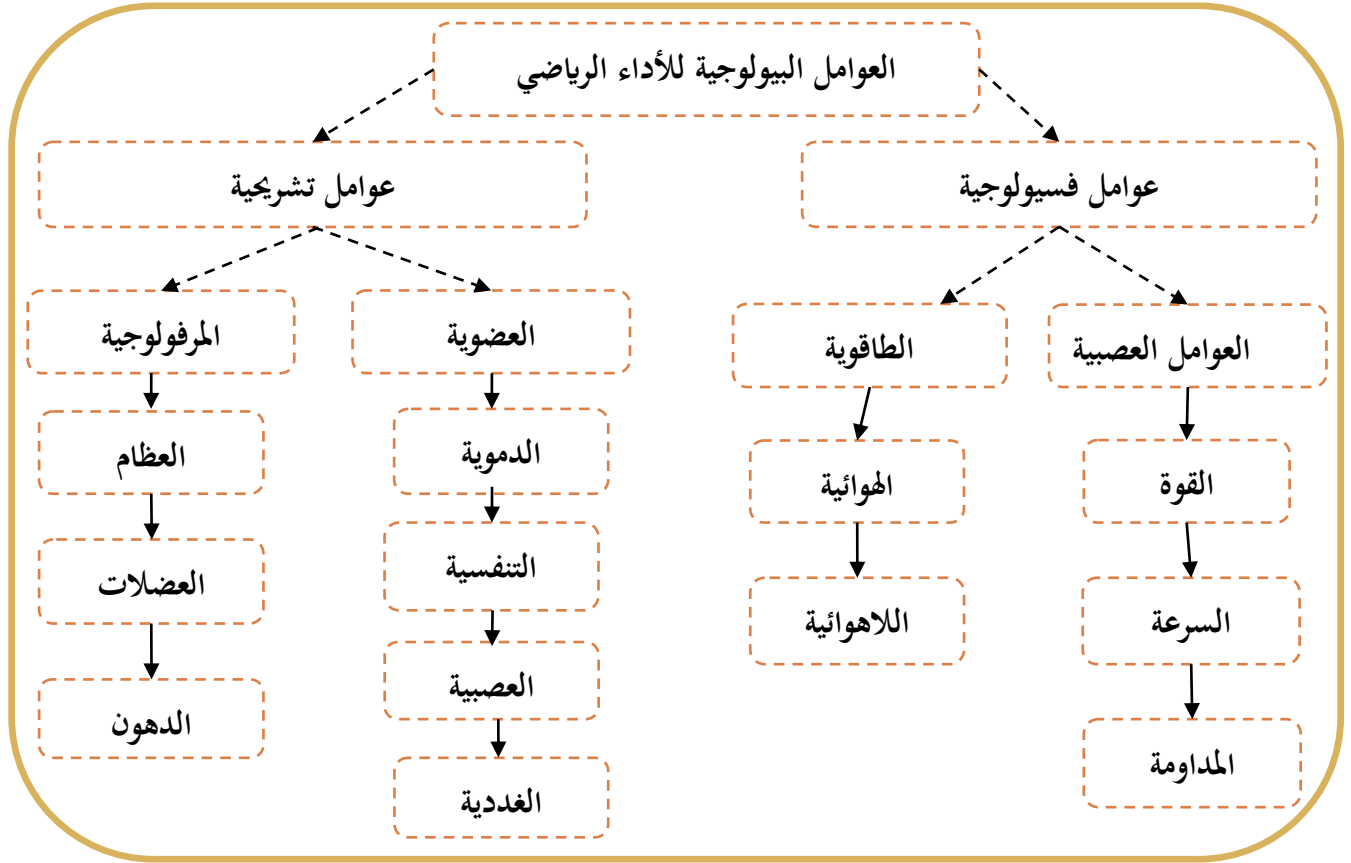 العوامل البيولوجية للأداء الرياضي
عوامل فسيولوجية
عوامل تشريحية
العوامل العصبية
الطاقوية
العضوية
المرفولوجية
القوة
الهوائية
الدموية
العظام
السرعة
اللاهوائية
التنفسية
العضلات
المداومة
العصبية
الدهون
الغددية